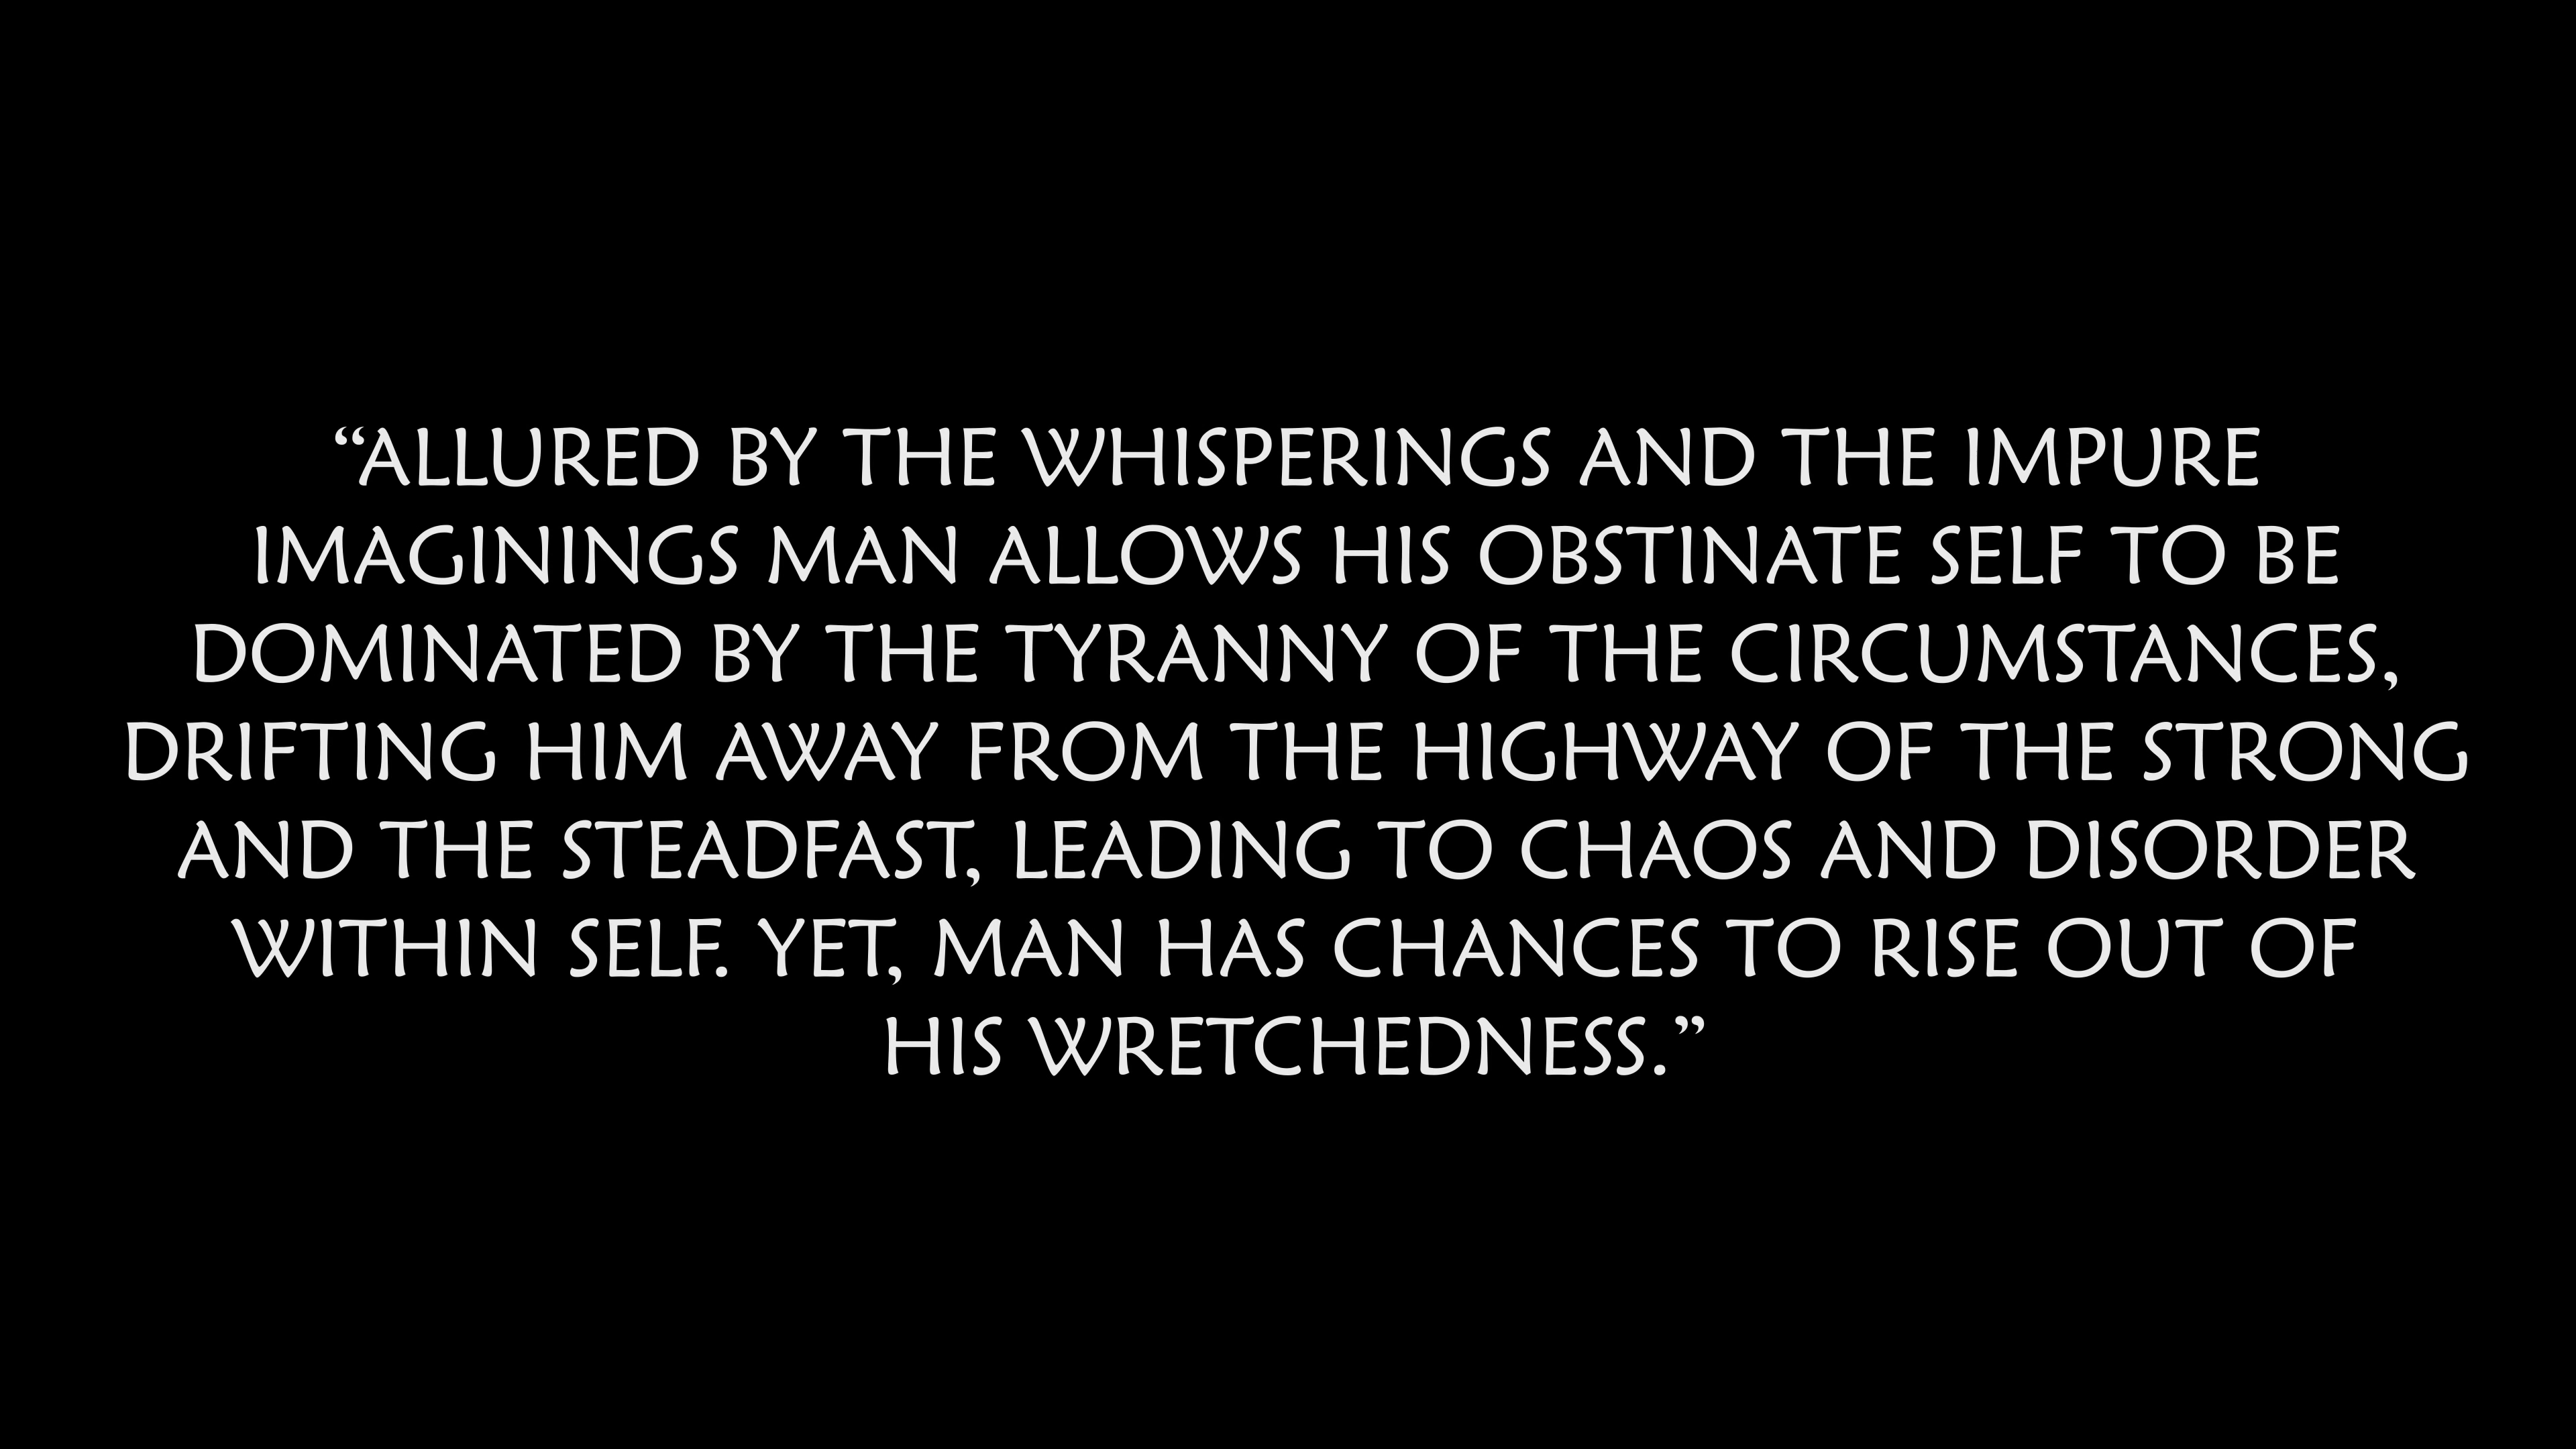 “ALLURED BY THE WHISPERINGS AND THE IMPURE
IMAGININGS MAN ALLOWS HIS OBSTINATE SELF TO BE
DOMINATED BY THE TYRANNY OF THE CIRCUMSTANCES,
DRIFTING HIM AWAY FROM THE HIGHWAY OF THE STRONG
AND THE STEADFAST, LEADING TO CHAOS AND DISORDER
WITHIN SELF. YET, MAN HAS CHANCES TO RISE OUT OF
HIS WRETCHEDNESS.”